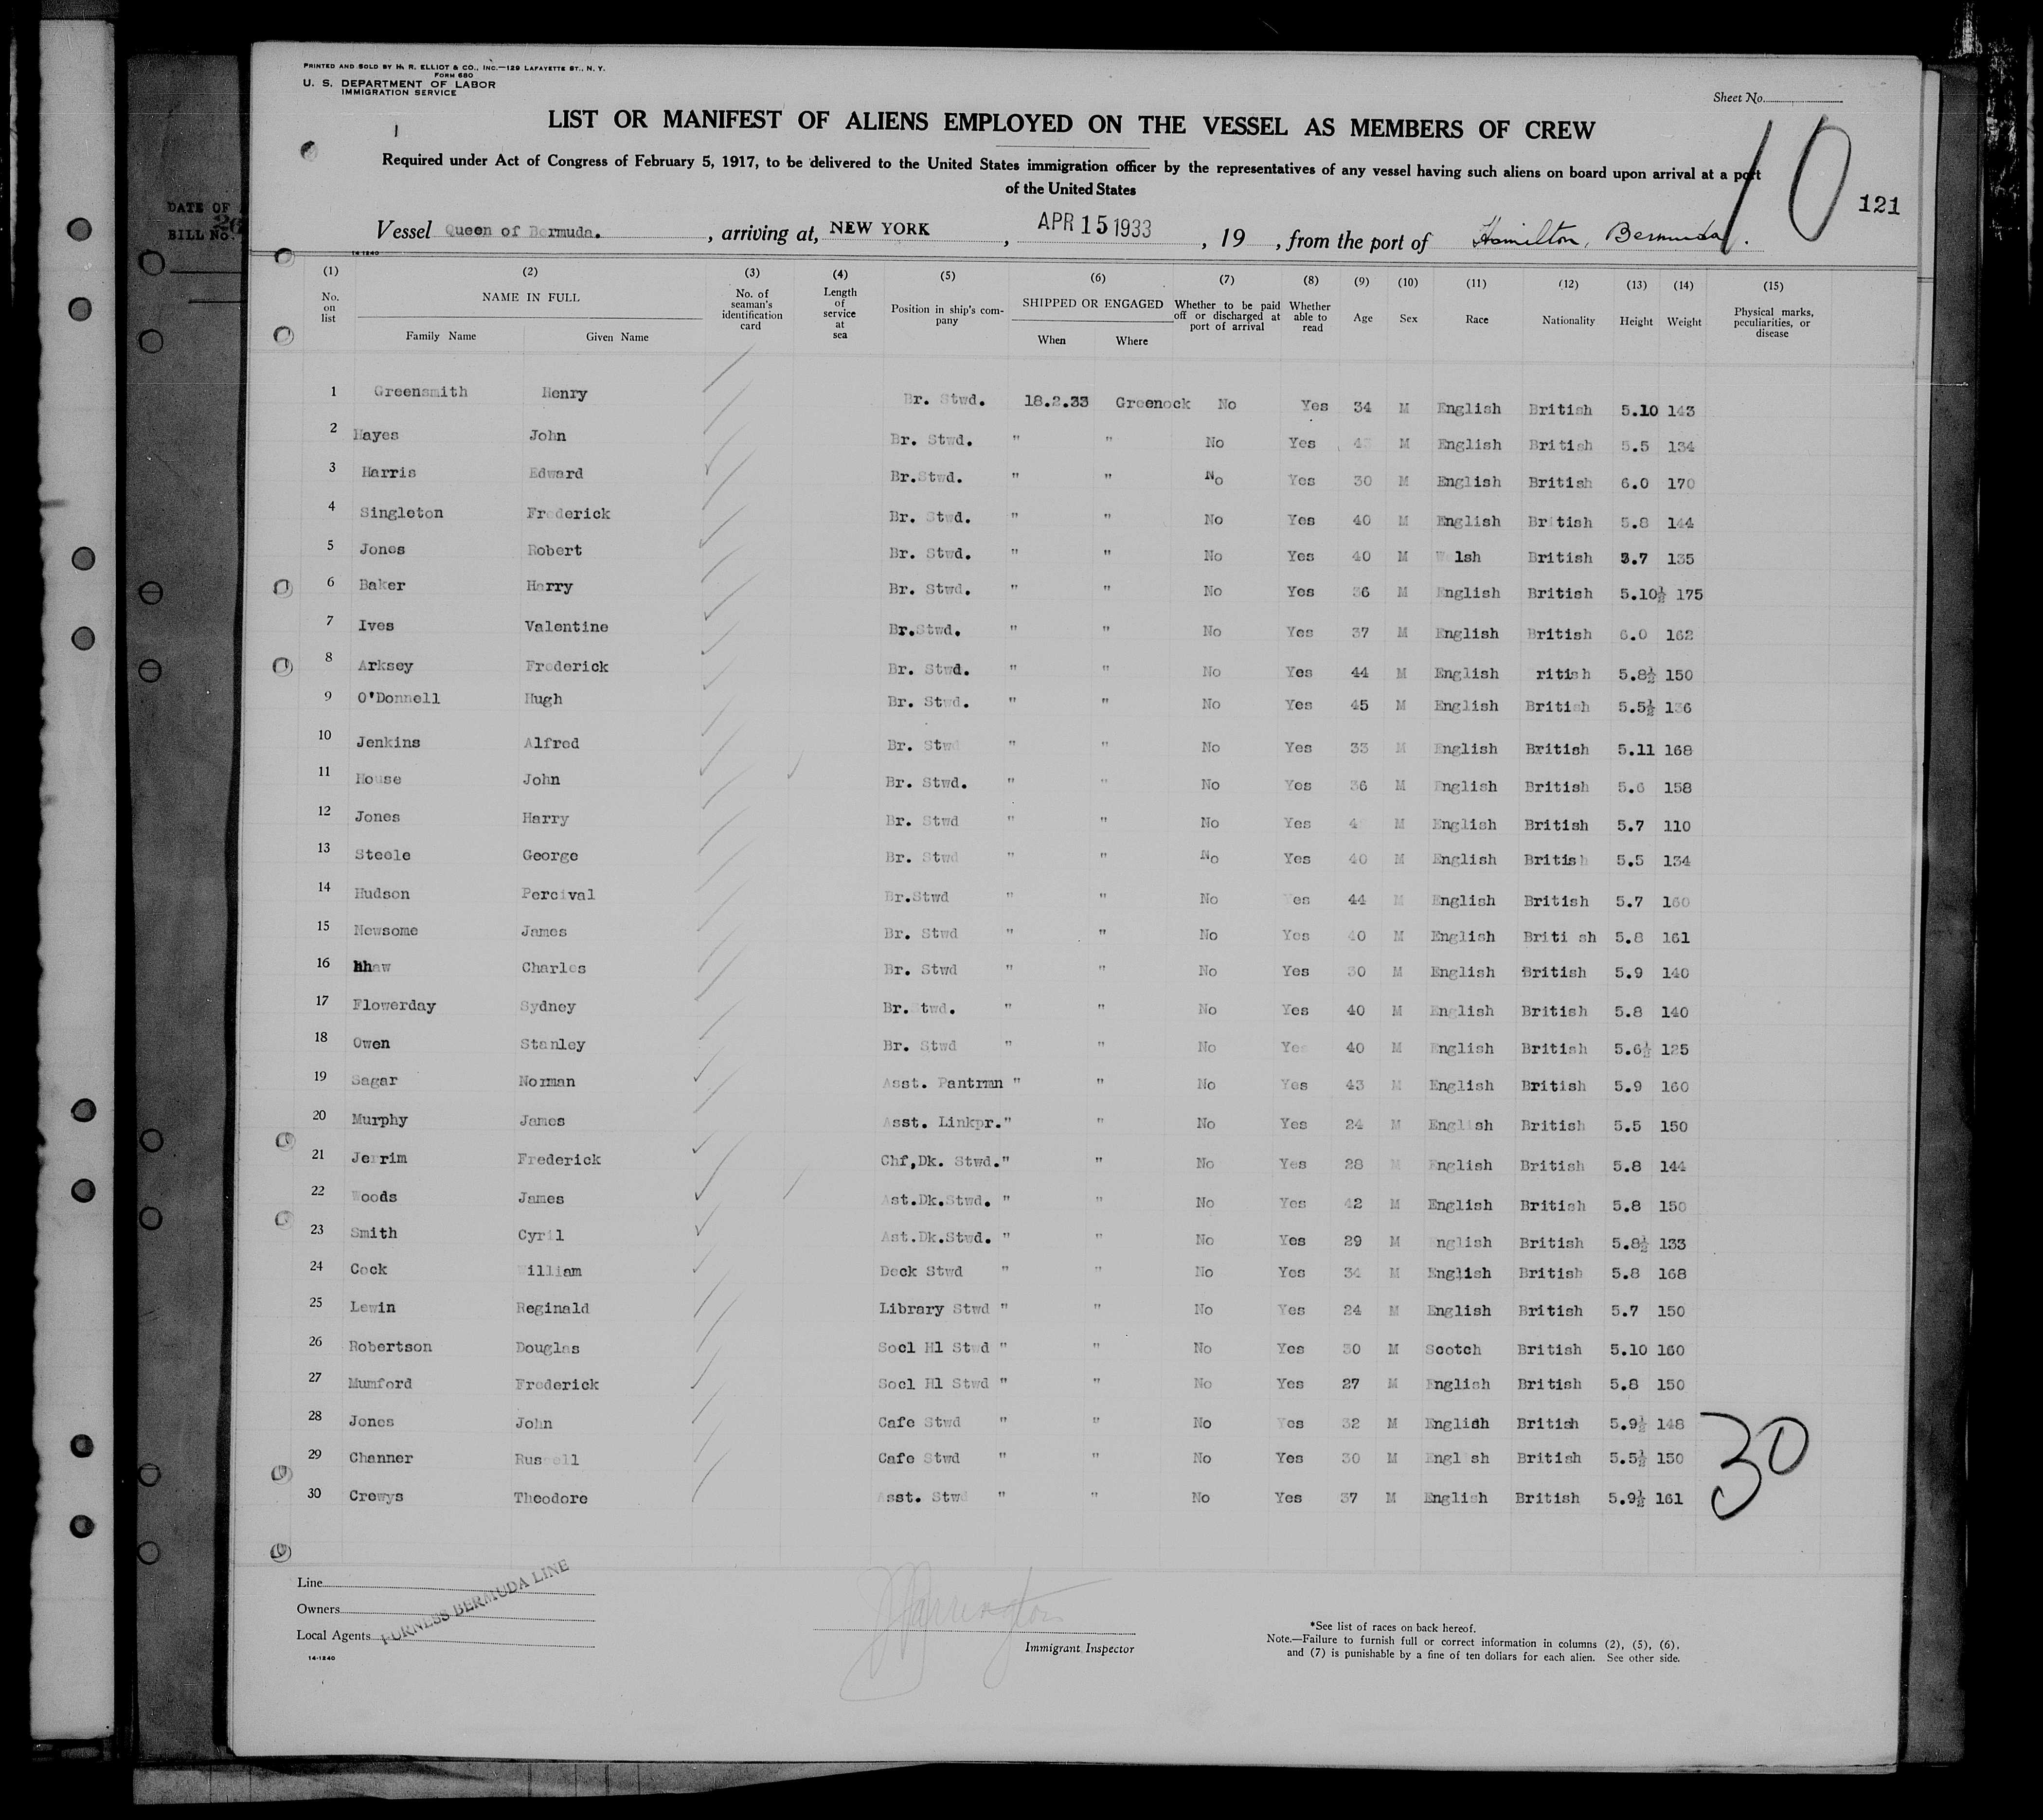 PRINTED AND SOLD BY H. R. ELLIOT & CO., INC.—129 LAFAYETTE ST., N. Y.
FORM 680
U. S. DEPARTMENT OF LABOR
IMMIGRATION SERVICE
Sheet No.
LIST OR MANIFEST OF ALIENS EMPLOYED ON THE VESSEL AS MEMBERS OF CREW
10
Required under Act of Congress of February 5, 1917, to be delivered to the United States immigration officer by the representatives of any vessel having such aliens on board upon arrival at a port
of the United States
121
DATE OF
BILL No. 26
Vessel Queen of Bermuda. , arriving at, NEW YORK , APR 15 1933 , 19 , from the port of Hamilton, Bermuda.
14-1240
(1) (2) (3) (4) (5) (6) (7) (8) (9) (10) (11) (12) (13) (14) (15)
No. on list NAME IN FULL Family Name Given Name No. of seaman's identification card Length of service at sea Position in ship's company SHIPPED OR ENGAGED When Where Whether to be paid off or discharged at port of arrival Whether able to read Age Sex Race Nationality Height Weight Physical marks, peculiarities, or disease
1 Greensmith Henry Br. Stwd. 18.2.33 Greenock No Yes 34 M English British 5.10 143
2 Hayes John Br. Stwd. " " No Yes M English British 5.5 134
3 Harris Edward Br.Stwd. " " No Yes 30 M English British 6.0 170
4 Singleton Frederick Br. Stwd. " " No Yes 40 M English British 5.8 144
5 Jones Robert Br. Stwd. " " No Yes 40 M Welsh British 5.7 135
6 Baker Harry Br. Stwd. " " No Yes 36 M English British 5.10½ 175
7 Ives Valentine Br.Stwd. " " No Yes 37 M English British 6.0 162
8 Arksey Frederick Br. Stwd. " " No Yes 44 M English ritish 5.8½ 150
9 O'Donnell Hugh Br. Stwd. " " No Yes 45 M English British 5.5½ 136
10 Jenkins Alfred Br. Stwd " " No Yes 33 M English British 5.11 168
11 House John Br. Stwd. " " No Yes 36 M English British 5.6 158
12 Jones Harry Br. Stwd " " No Yes M English British 5.7 110
13 Steele George Br. Stwd " " No Yes 40 M English British 5.5 134
14 Hudson Percival Br.Stwd " " No Yes 44 M English British 5.7 160
15 Newsome James Br. Stwd " " No Yes 40 M English Briti sh 5.8 161
16 Charles Br. Stwd " " No Yes 30 M English British 5.9 140
17 Flowerday Sydney Br.Stwd. " " No Yes 40 M English British 5.8 140
18 Owen Stanley Br. Stwd " " No Yes 40 M English British 5.6½ 125
19 Sagar Norman Asst. Pantrmn " " No Yes 43 M English British 5.9 160
20 Murphy James Asst. Linkpr. " " No Yes 24 M English British 5.5 150
21 Jerrim Frederick Chf,Dk. Stwd. " " No Yes 28 M English British 5.8 144
22 Woods James Ast.Dk.Stwd. " " No Yes 42 M English British 5.8 150
23 Smith Cyril Ast.Dk.Stwd. " " No Yes 29 M English British 5.8½ 133
24 Cock William Deck Stwd " " No Yes 34 M English British 5.8 168
25 Lewin Reginald Library Stwd " " No Yes 24 M English British 5.7 150
26 Robertson Douglas Socl Hl Stwd " " No Yes 30 M Scotch British 5.10 160
27 Mumford Frederick Socl Hl Stwd " " No Yes 27 M English British 5.8 150
28 Jones John Cafe Stwd " " No Yes 32 M English British 5.9½ 148
29 Channer Russell Cafe Stwd " " No Yes 30 M English British 5.5½ 150
30 Crewys Theodore Asst. Stwd " " No Yes 37 M English British 5.9½ 161
30
Line
Owners
Local Agents
FURNESS BERMUDA LINE
14-1240
Immigrant Inspector
*See list of races on back hereof.
Note.—Failure to furnish full or correct information in columns (2), (5), (6),
and (7) is punishable by a fine of ten dollars for each alien. See other side.